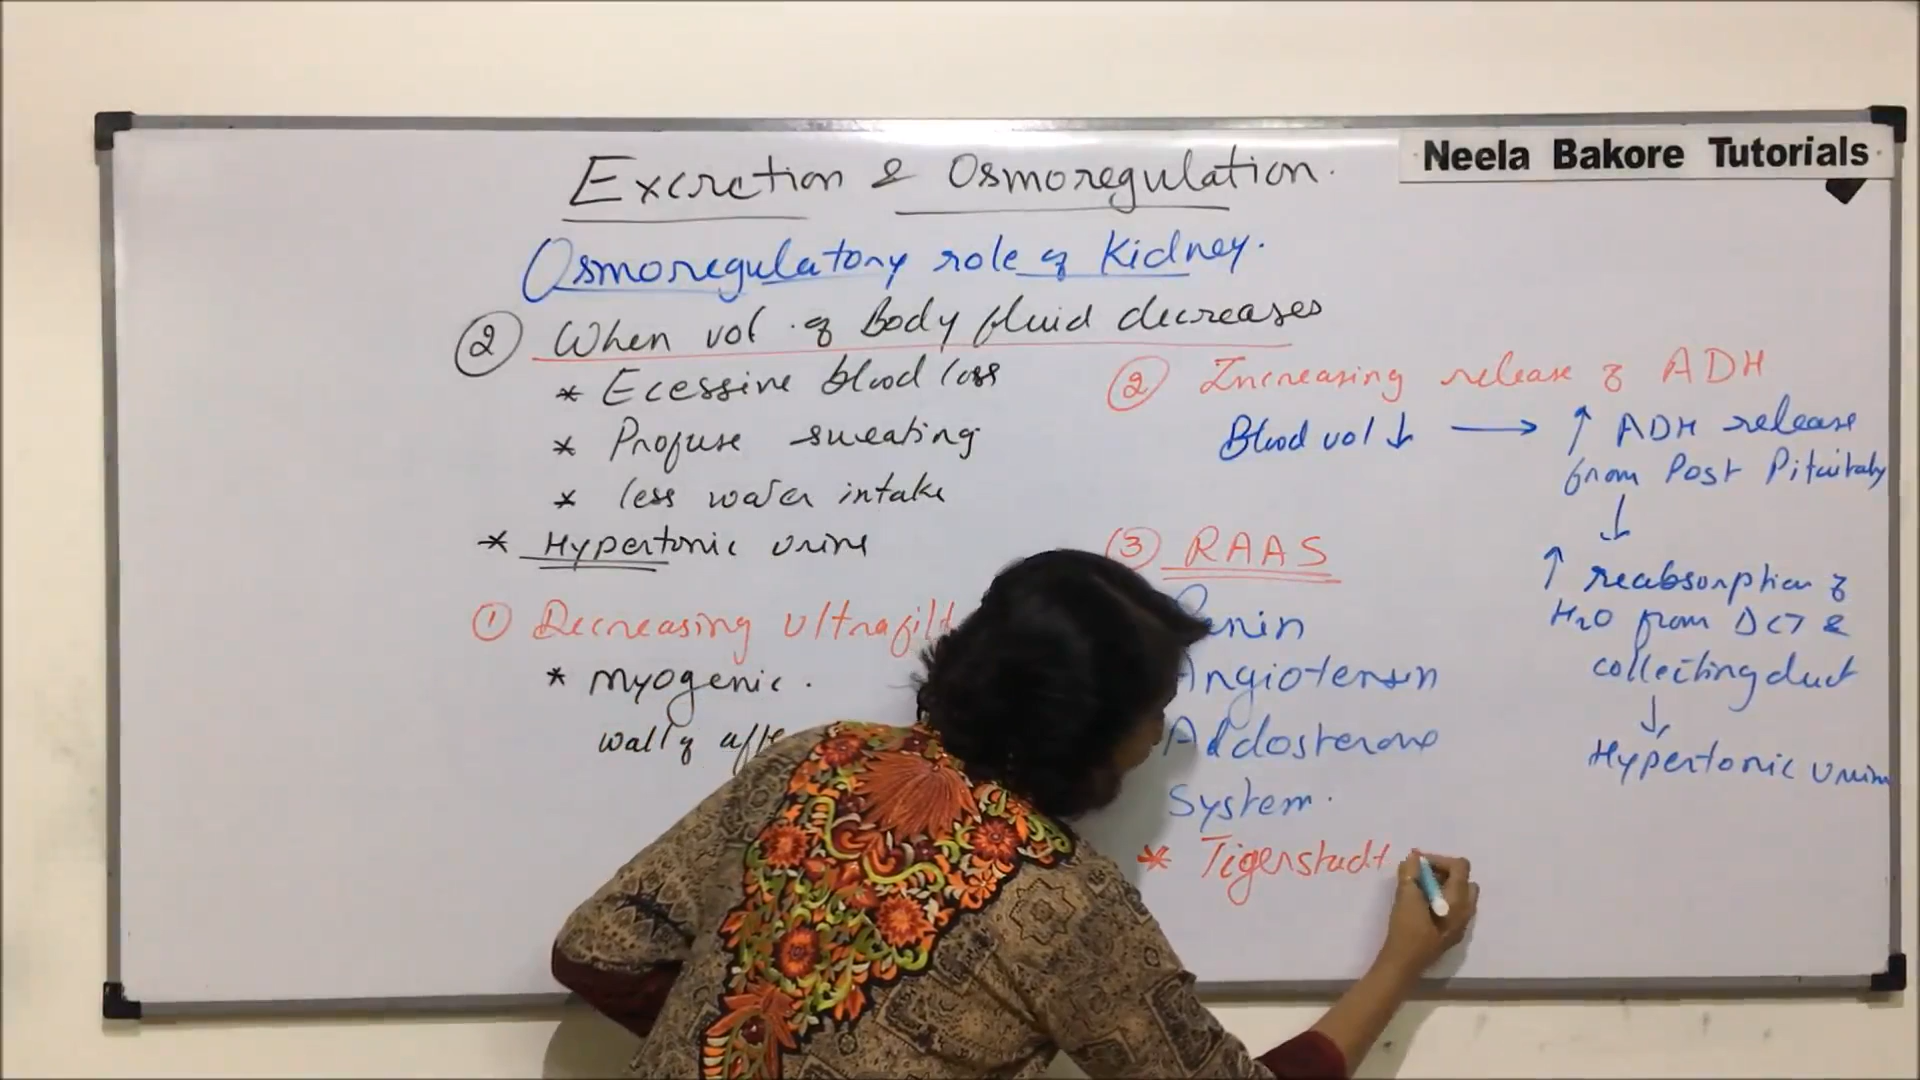 Neela Bakore Tutorials
Excretion & Osmoregulation.
Osmoregulatory role of Kidney.
② When vol. of Body fluid decreases
* Ecessive blood loss
* Profuse sweating
* less water intake
* Hypertonic urine
① Decreasing ultrafilt
* myogenic.
wall of affe
② Increasing release of ADH
Blood vol ↓ → ↑ ADH release
from Post Pituitary
↓
↑ reabsorption of
H2O from DCT &
collecting duct
↓
Hypertonic urine
③ RAAS
enin
Angiotensin
Aldosterone
System.
* Tigerstadt